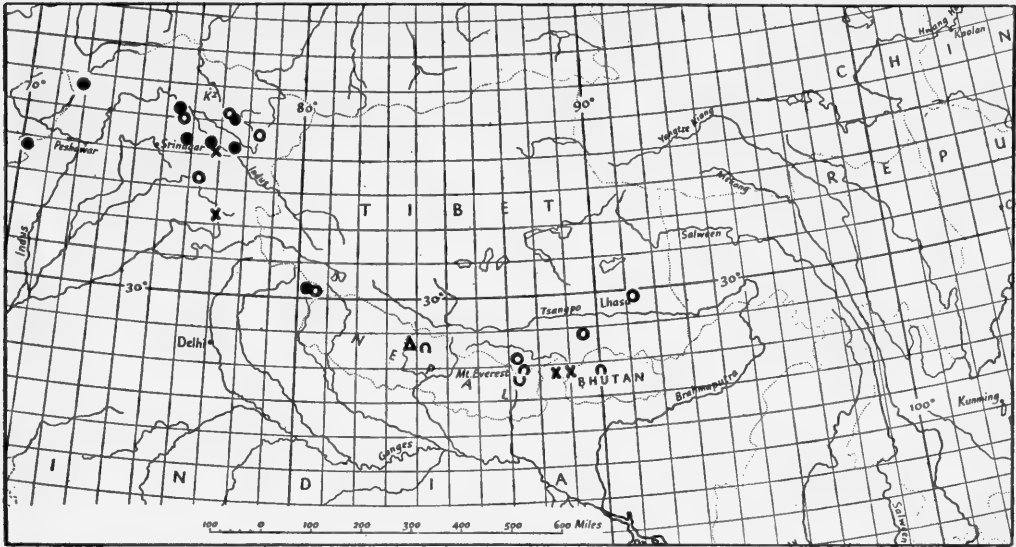 Hwang H
Kaolan
C H I N
70°
K²
80°
90°
Yangtze Kiang
Peshawar
Srinagar
R E P U
Mekong
Indus
T I B E T
Salween
Indus
30°
30°
30°
Lhasa
Tsangpo
Delhi
N E P A L
Mt. Everest
BHUTAN
Brahmaputra
100°
Kunming
Ganges
I N D I A
Salween
100 0 100 200 300 400 500 600 Miles